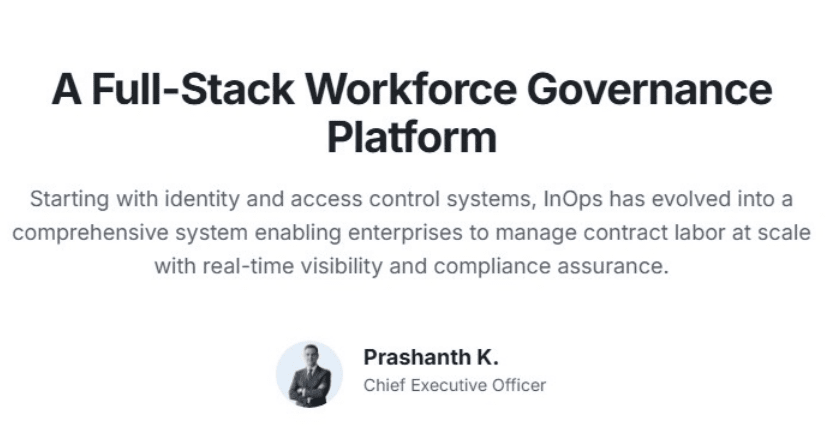 A Full-Stack Workforce Governance
Platform
Starting with identity and access control systems, InOps has evolved into a
comprehensive system enabling enterprises to manage contract labor at scale
with real-time visibility and compliance assurance.
Prashanth K.
Chief Executive Officer